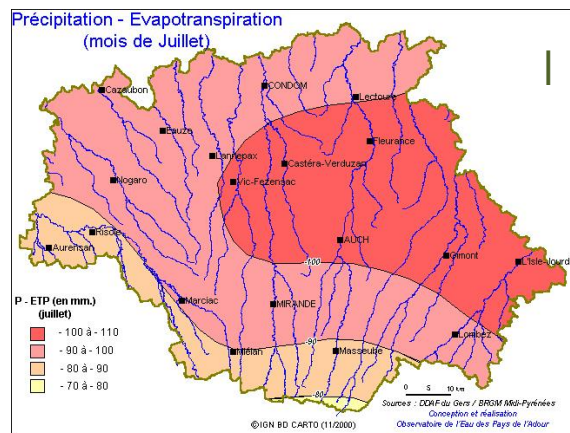 Précipitation - Evapotranspiration
(mois de Juillet)
Cazaubon
CONDOM
Lectoure
Eauze
Fleurance
Lannepax
Castéra-Verduzan
Nogaro
Vic-Fezensac
Riscle
Aurensan
AUCH
Gimont
L'Isle-Jourd
-100
P - ETP (en mm.)
(juillet)
Marciac
MIRANDE
- 100 à - 110
- 90 à - 100
- 80 à - 90
- 70 à - 80
Lombez
-90
Miélan
Masseube
-80
0 5 10 km
Sources : DDAF du Gers / BRGM Midi-Pyrénées
Conception et réalisation
©IGN BD CARTO (11/2000)
Observatoire de l'Eau des Pays de l'Adour